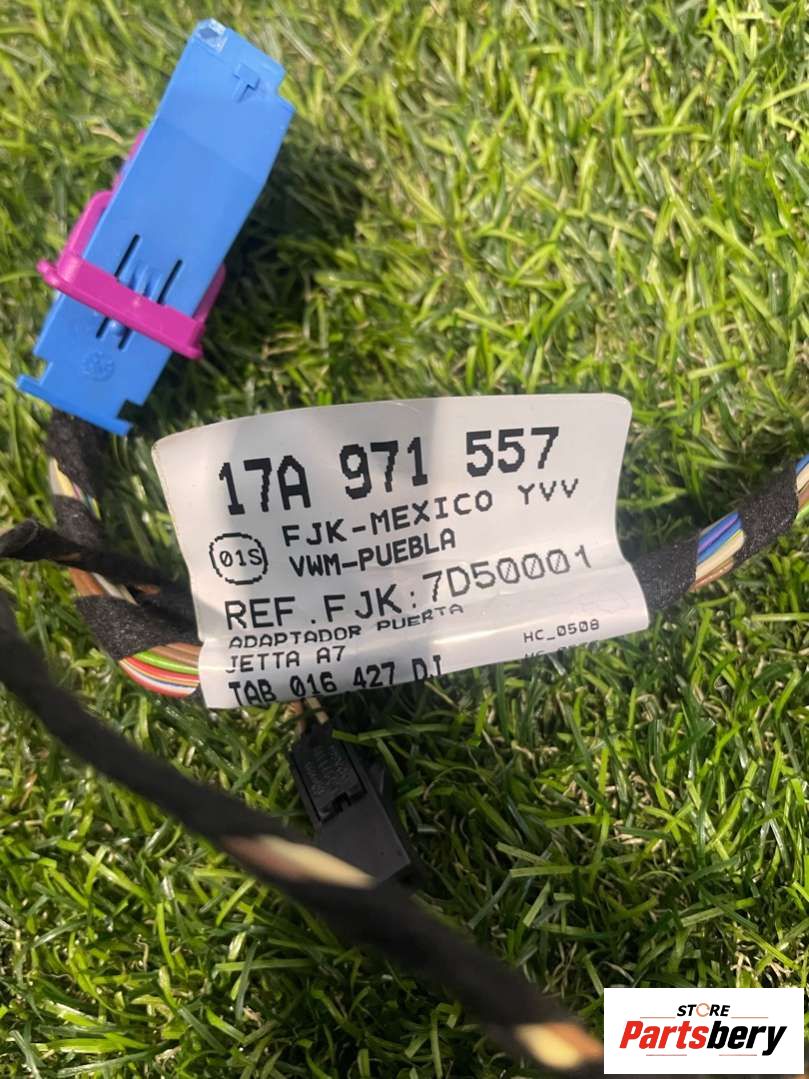 17A 971 557
FJK-MEXICO YVV
01S
VWM-PUEBLA
REF.FJK:7D50001
ADAPTADOR PUERTA
JETTA A7
HC_0508
TAB 016 427 DJ
STORE
Partsbery